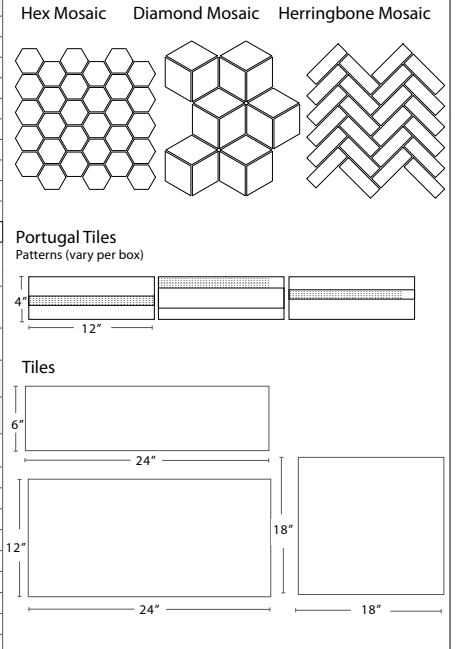 Hex Mosaic Diamond Mosaic Herringbone Mosaic
Portugal Tiles
Patterns (vary per box)
4”
12”
Tiles
6”
24”
12”
24”
18”
18”